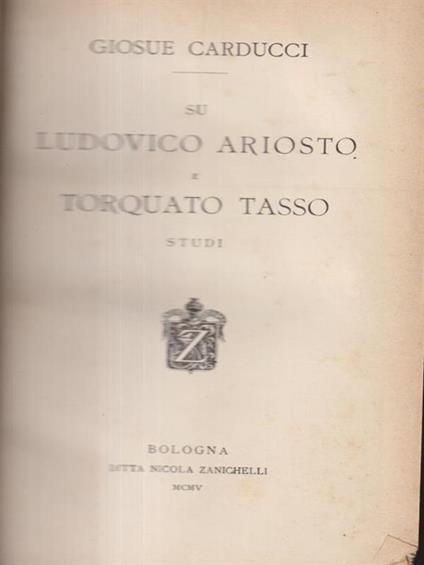 GIOSUE CARDUCCI
SU
LUDOVICO ARIOSTO
E
TORQUATO TASSO
STUDI
Z
BOLOGNA
DITTA NICOLA ZANICHELLI
MCMV